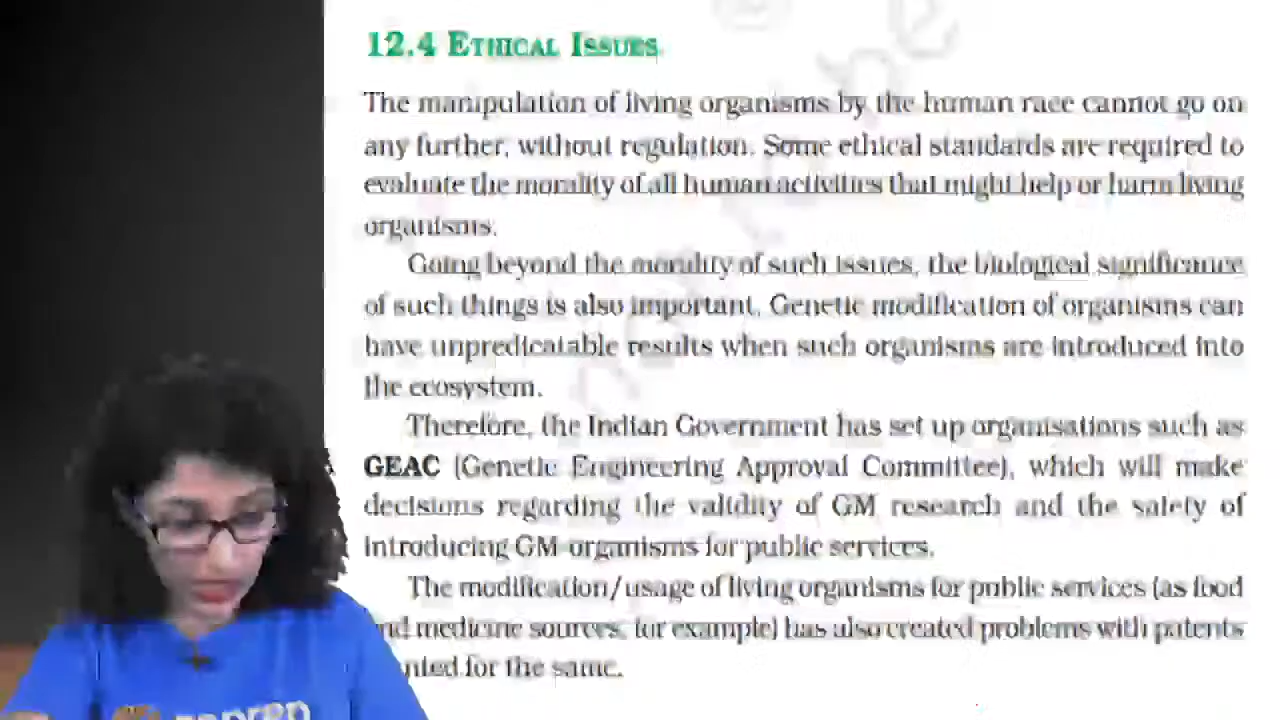 12.4 ETHICAL ISSUES
The manipulation of living organisms by the human race cannot go on
any further, without regulation. Some ethical standards are required to
evaluate the morality of all human activities that might help or harm living
organisms.
Going beyond the morality of such issues, the biological significance
of such things is also important. Genetic modification of organisms can
have unpredicatable results when such organisms are introduced into
the ecosystem.
Therefore, the Indian Government has set up organisations such as
GEAC (Genetic Engineering Approval Committee), which will make
decisions regarding the validity of GM research and the safety of
introducing GM-organisms for public services.
The modification/usage of living organisms for public services (as food
medicine sources, for example) has also created problems with patents
for the same.